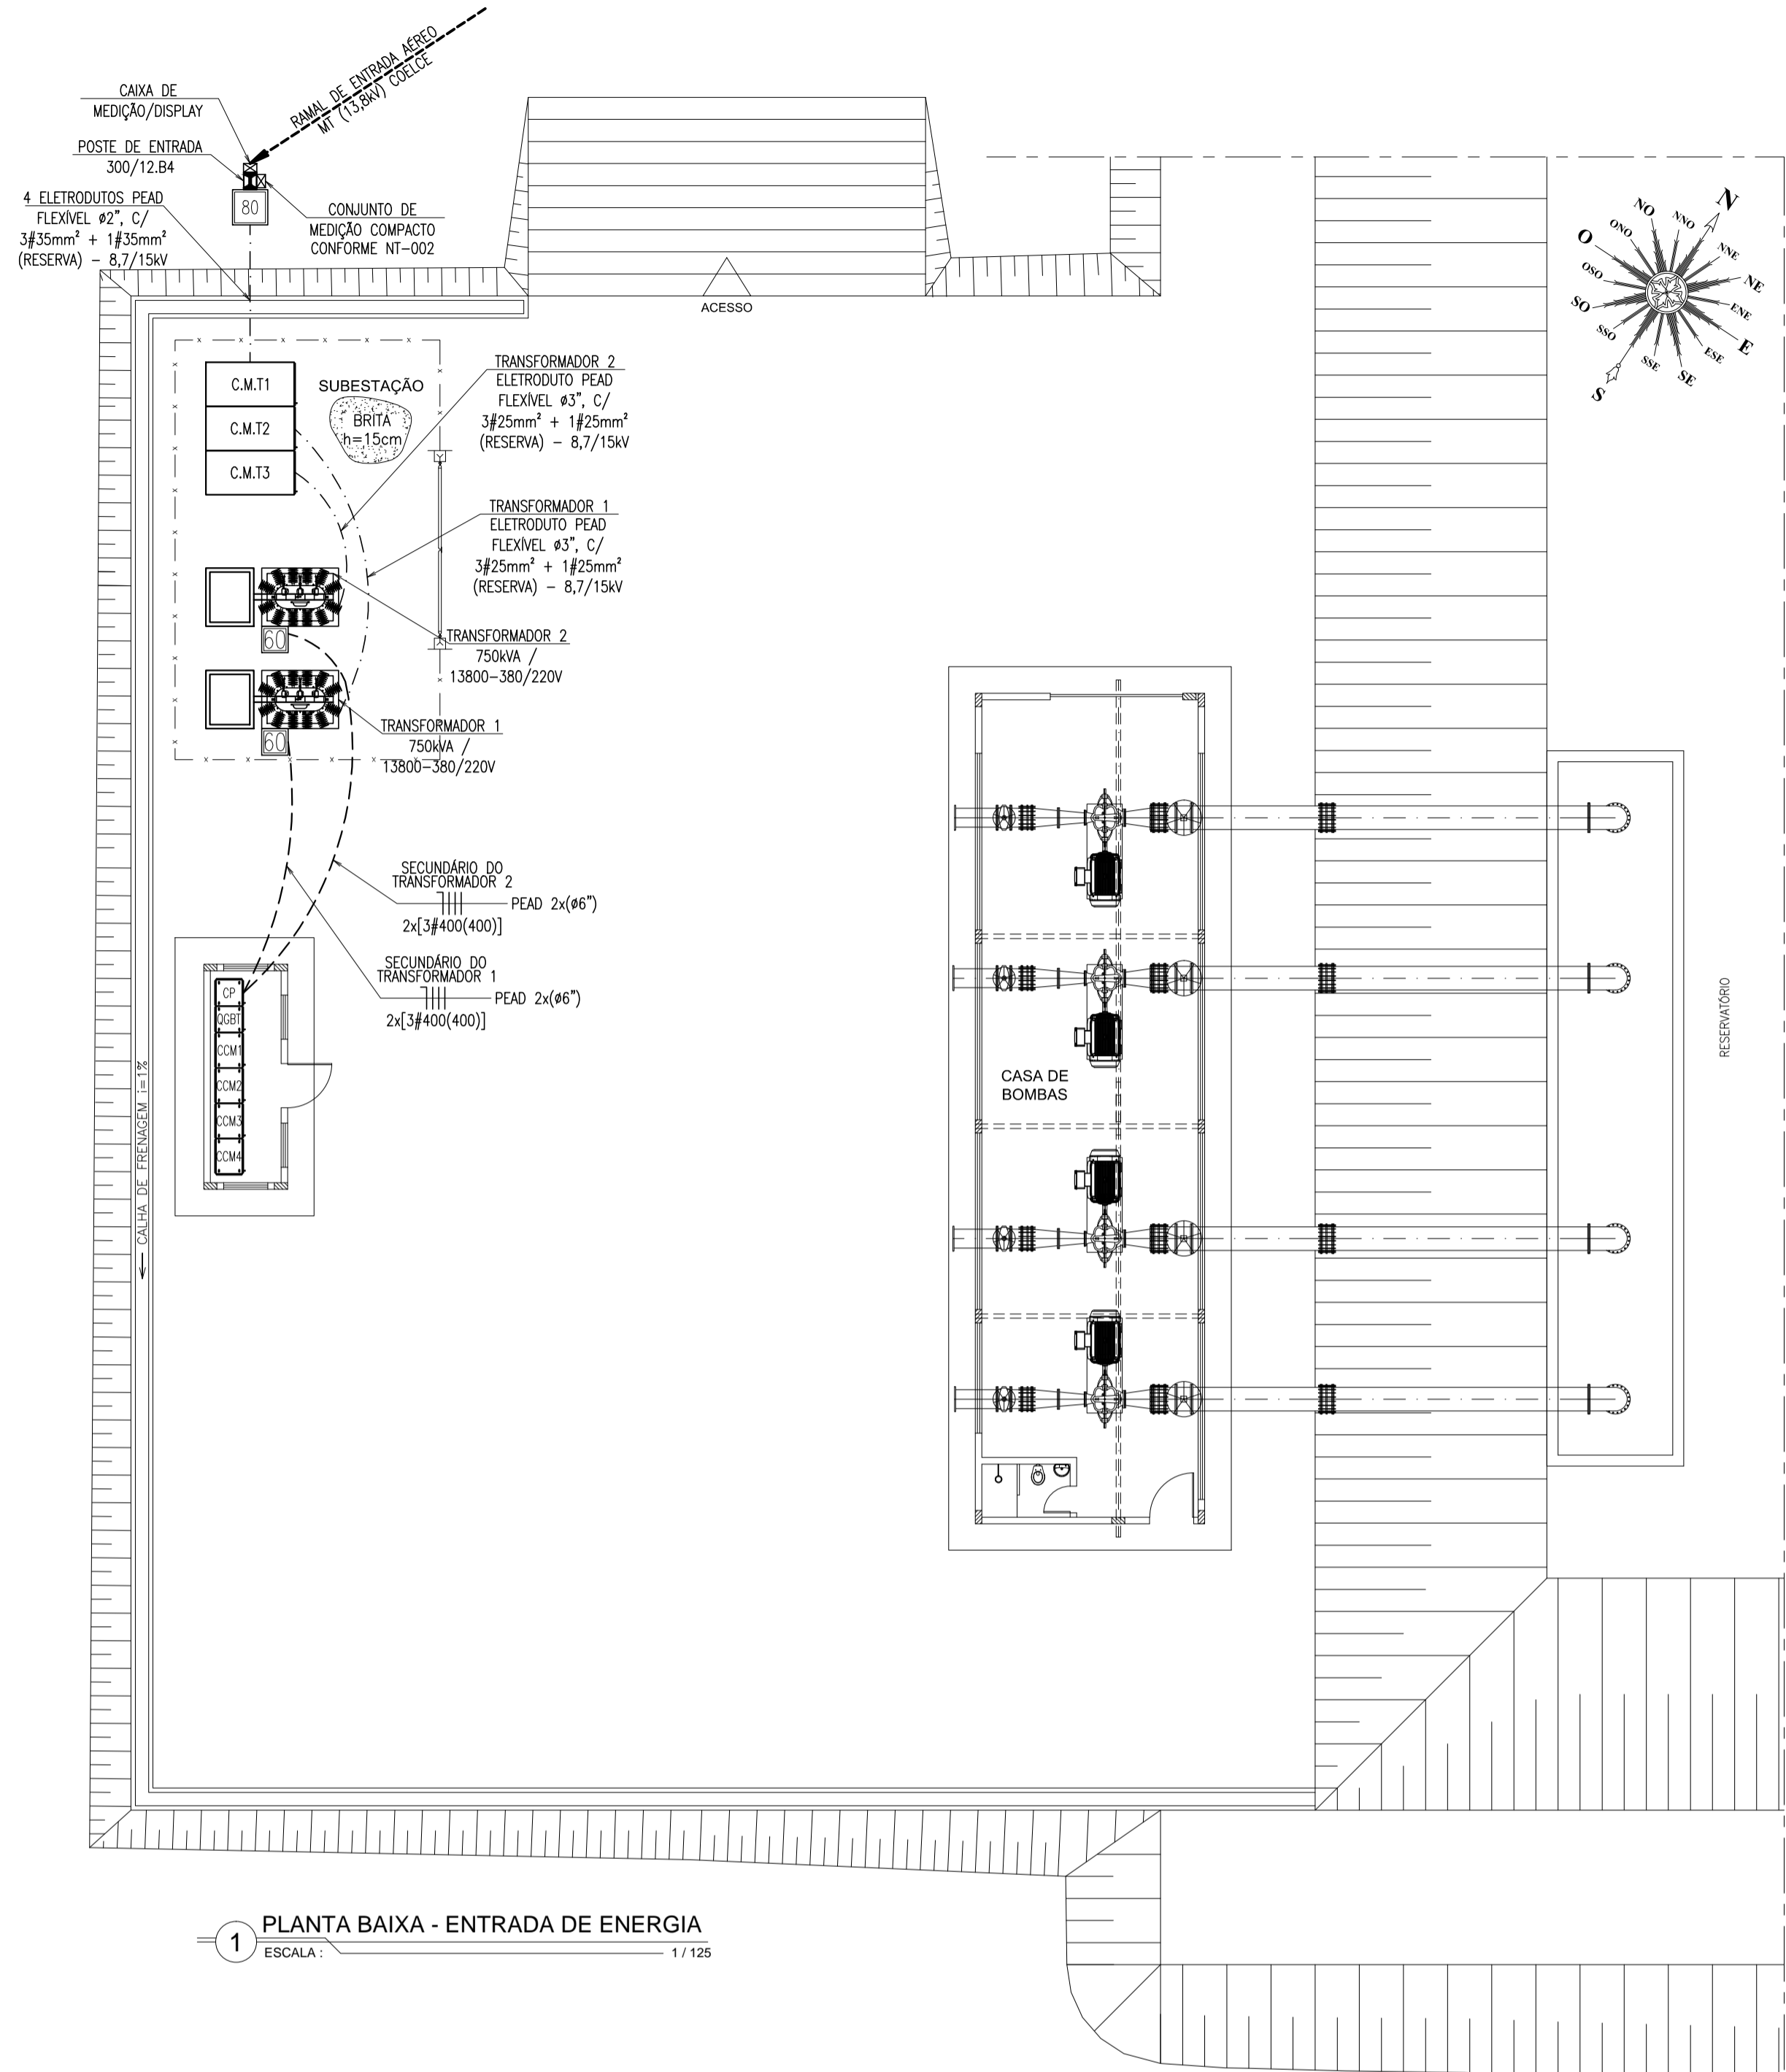 RAMAL DE ENTRADA AÉREO
MT (13,8kV) COELCE
CAIXA DE
MEDIÇÃO/DISPLAY
POSTE DE ENTRADA
300/12.B4
4 ELETRODUTOS PEAD
FLEXÍVEL ø2", C/
3#35mm² + 1#35mm²
(RESERVA) – 8,7/15kV
80
CONJUNTO DE
MEDIÇÃO COMPACTO
CONFORME NT–002
ACESSO
N
NNE
NE
ENE
E
ESE
SE
SSE
S
SSO
SO
OSO
O
ONO
NO
NNO
C.M.T1
C.M.T2
C.M.T3
SUBESTAÇÃO
BRITA
h=15cm
TRANSFORMADOR 2
ELETRODUTO PEAD
FLEXÍVEL ø3", C/
3#25mm² + 1#25mm²
(RESERVA) – 8,7/15kV
TRANSFORMADOR 1
ELETRODUTO PEAD
FLEXÍVEL ø3", C/
3#25mm² + 1#25mm²
(RESERVA) – 8,7/15kV
60
TRANSFORMADOR 2
750kVA /
13800–380/220V
60
TRANSFORMADOR 1
750kVA /
13800–380/220V
SECUNDÁRIO DO
TRANSFORMADOR 2
PEAD 2x(ø6")
2x[3#400(400)]
SECUNDÁRIO DO
TRANSFORMADOR 1
PEAD 2x(ø6")
2x[3#400(400)]
CP
QGBT
CCM1
CCM2
CCM3
CCM4
CALHA DE FRENAGEM i=1%
CASA DE
BOMBAS
RESERVATÓRIO
1
PLANTA BAIXA - ENTRADA DE ENERGIA
ESCALA :
1 / 125